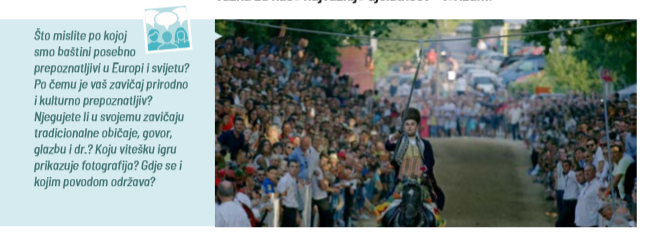 Što mislite po kojoj
smo baštini posebno
prepoznatljivi u Europi i svijetu?
Po čemu je vaš zavičaj prirodno
i kulturno prepoznatljiv?
Njegujete li u svojemu zavičaju
tradicionalne običaje, govor,
glazbu i dr.? Koju vitešku igru
prikazuje fotografija? Gdje se i
kojim povodom održava?